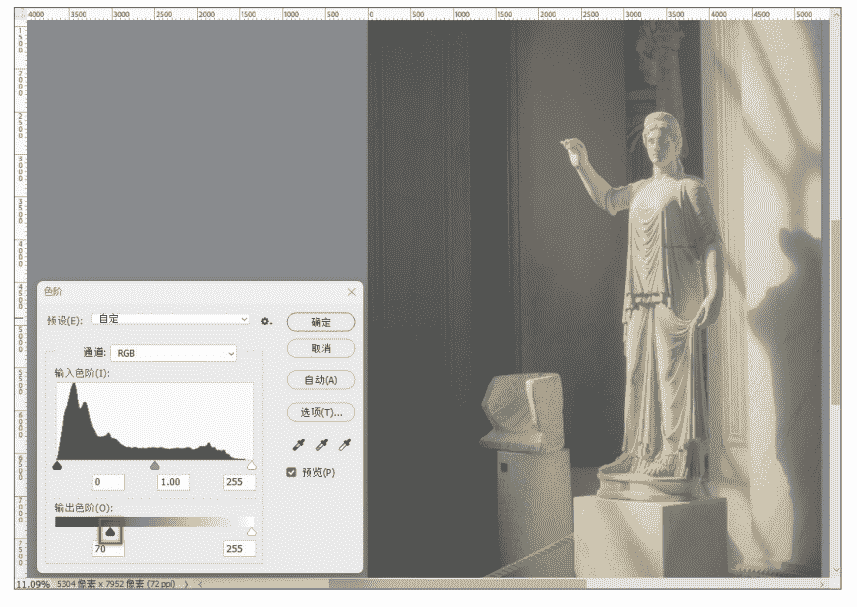 4000 3500 3000 2500 2000 1500 1000 500 0 500 1000 1500 2000 2500 3000 3500 4000 4500 5000
色阶
预设(E): 自定
确定
通道: RGB
取消
输入色阶(I):
自动(A)
选项(T)...
预览(P)
0 1.00 255
输出色阶(O):
70 255
11.09% 5304 像素 x 7952 像素 (72 ppi)